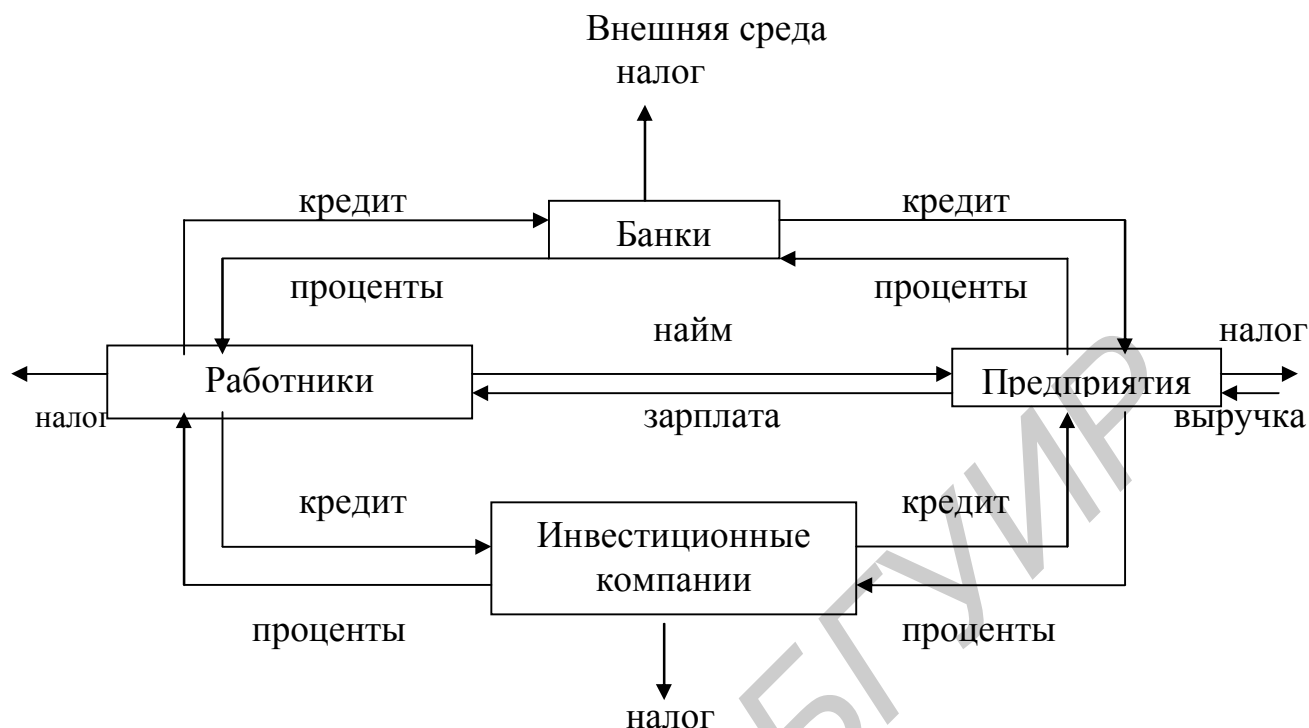 Внешняя среда
налог
кредит
кредит
Банки
проценты
проценты
найм
налог
Работники
Предприятия
налог
зарплата
выручка
кредит
кредит
Инвестиционные
компании
проценты
проценты
налог
БГУИР